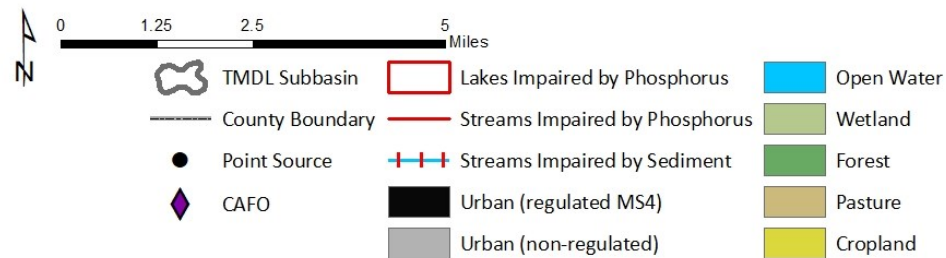 0 1.25 2.5 5
Miles
N
TMDL Subbasin
County Boundary
Point Source
CAFO
Lakes Impaired by Phosphorus
Streams Impaired by Phosphorus
Streams Impaired by Sediment
Urban (regulated MS4)
Urban (non-regulated)
Open Water
Wetland
Forest
Pasture
Cropland